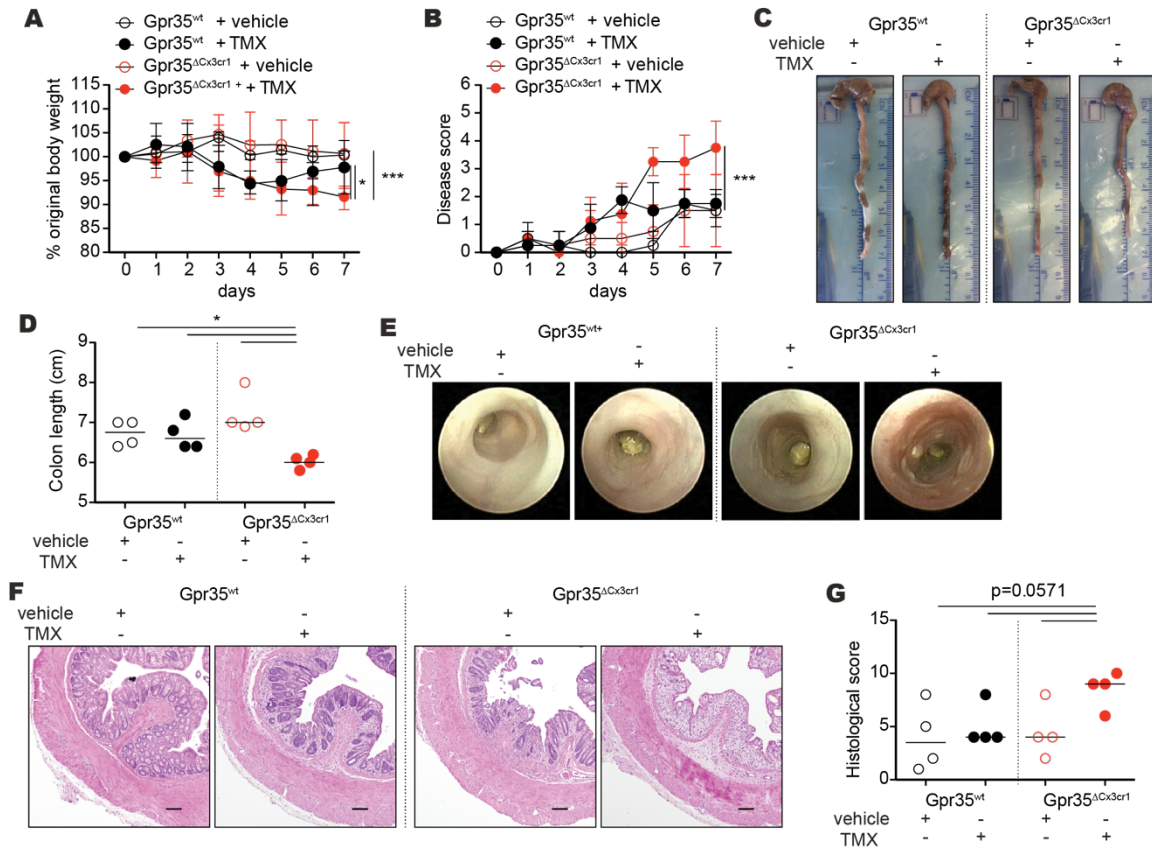 A
Gpr35wt + vehicle
Gpr35wt + TMX
Gpr35ΔCx3cr1 + vehicle
Gpr35ΔCx3cr1 + + TMX
% original body weight
110
105
100
95
90
85
80
0 1 2 3 4 5 6 7
days
*
***
B
Gpr35wt + vehicle
Gpr35wt + TMX
Gpr35ΔCx3cr1 + vehicle
Gpr35ΔCx3cr1 + TMX
Disease score
6
5
4
3
2
1
0
0 1 2 3 4 5 6 7
days
***
C
Gpr35wt Gpr35ΔCx3cr1
vehicle + - + -
TMX - + - +
D
*
Colon length (cm)
9
8
7
6
5
Gpr35wt Gpr35ΔCx3cr1
vehicle + - + -
TMX - + - +
E
Gpr35wt+ Gpr35ΔCx3cr1
vehicle + - + -
TMX - + - +
F
Gpr35wt Gpr35ΔCx3cr1
vehicle + - + -
TMX - + - +
G
p=0.0571
Histological score
15
10
5
0
Gpr35wt Gpr35ΔCx3cr1
vehicle + - + -
TMX - + - +